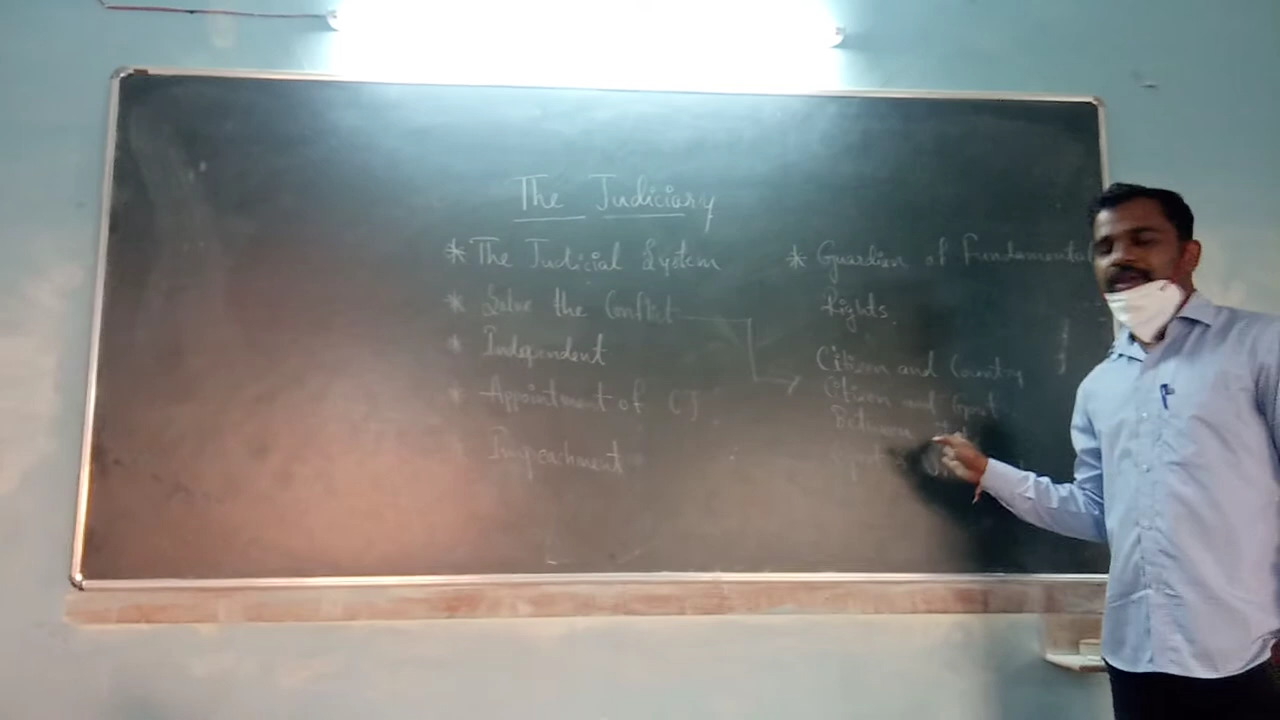 The Judiciary
* The Judicial System
* Solve the Conflict
* Independent
* Appointment of CJ
Impeachment
* Guardian of Fundamental
Rights.
Citizen and Country
Citizen and Govt
Between